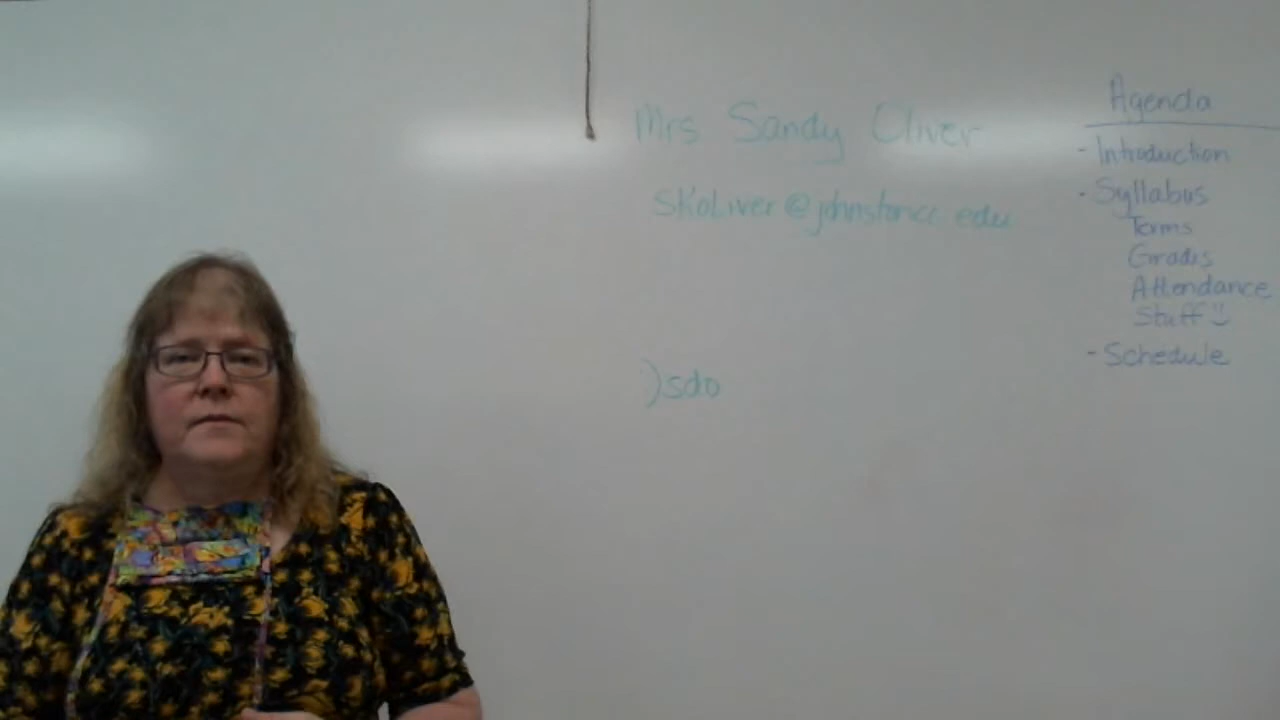 Mrs Sandy Oliver
SKOLiver@johnstoncc.edu
)sdo
Agenda
- Introduction
- Syllabus
Terms
Grades
Attendance
Stuff :)
- Schedule